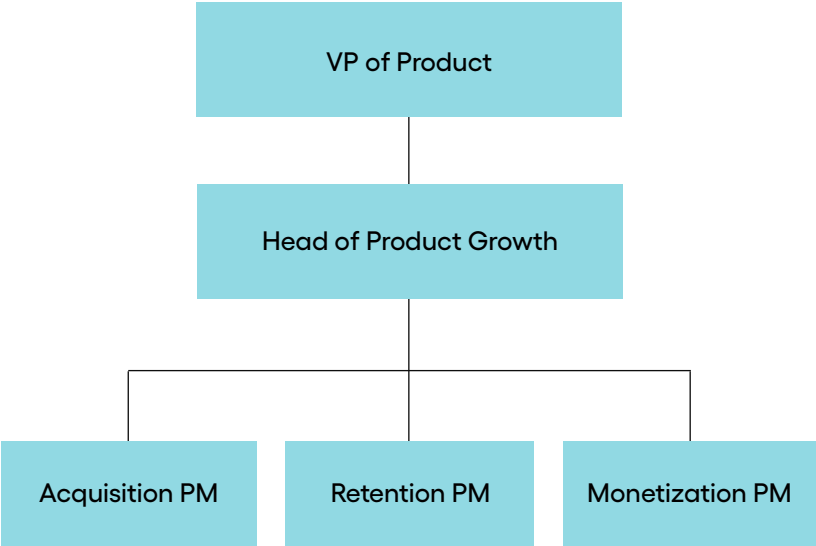 VP of Product
Head of Product Growth
Acquisition PM
Retention PM
Monetization PM